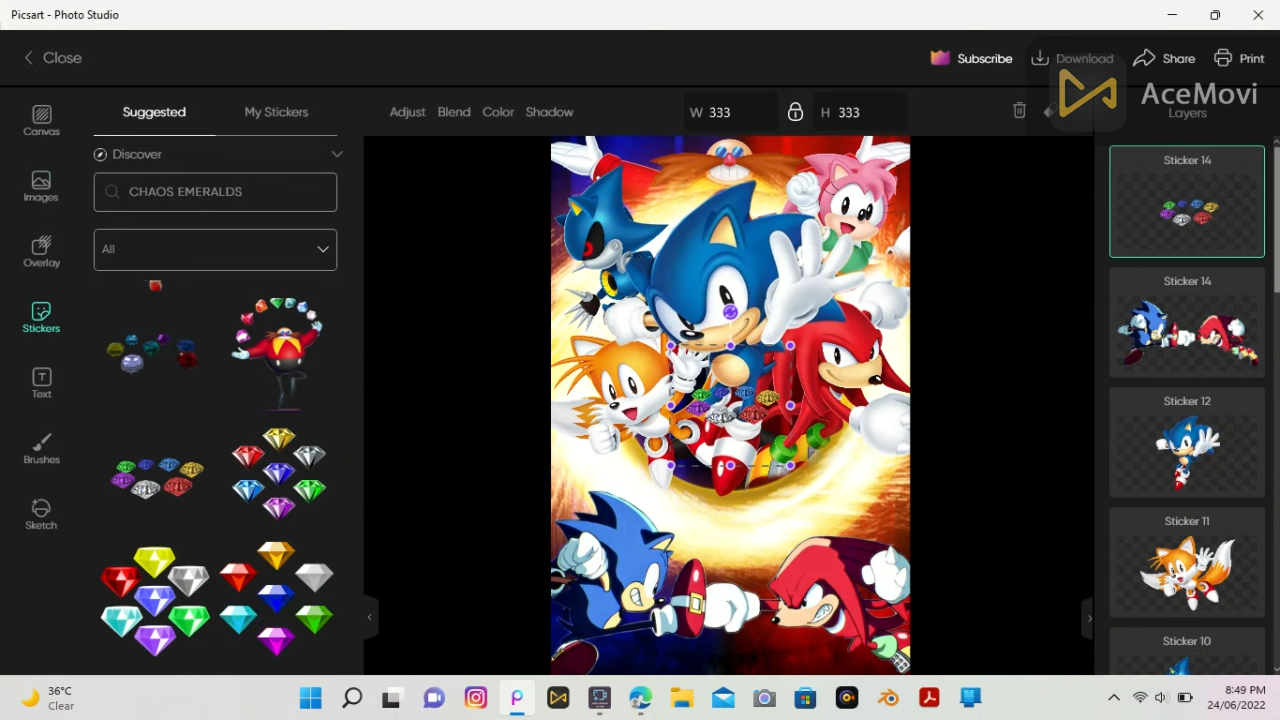 Picsart - Photo Studio
Close
Subscribe
Download
Share
Print
AceMovi
Canvas
Images
Overlay
Stickers
Text
Brushes
Sketch
Suggested
My Stickers
Discover
CHAOS EMERALDS
All
Adjust
Blend
Color
Shadow
W 333
H 333
Layers
Sticker 14
Sticker 14
Sticker 12
Sticker 11
Sticker 10
36°C
Clear
8:49 PM
24/06/2022